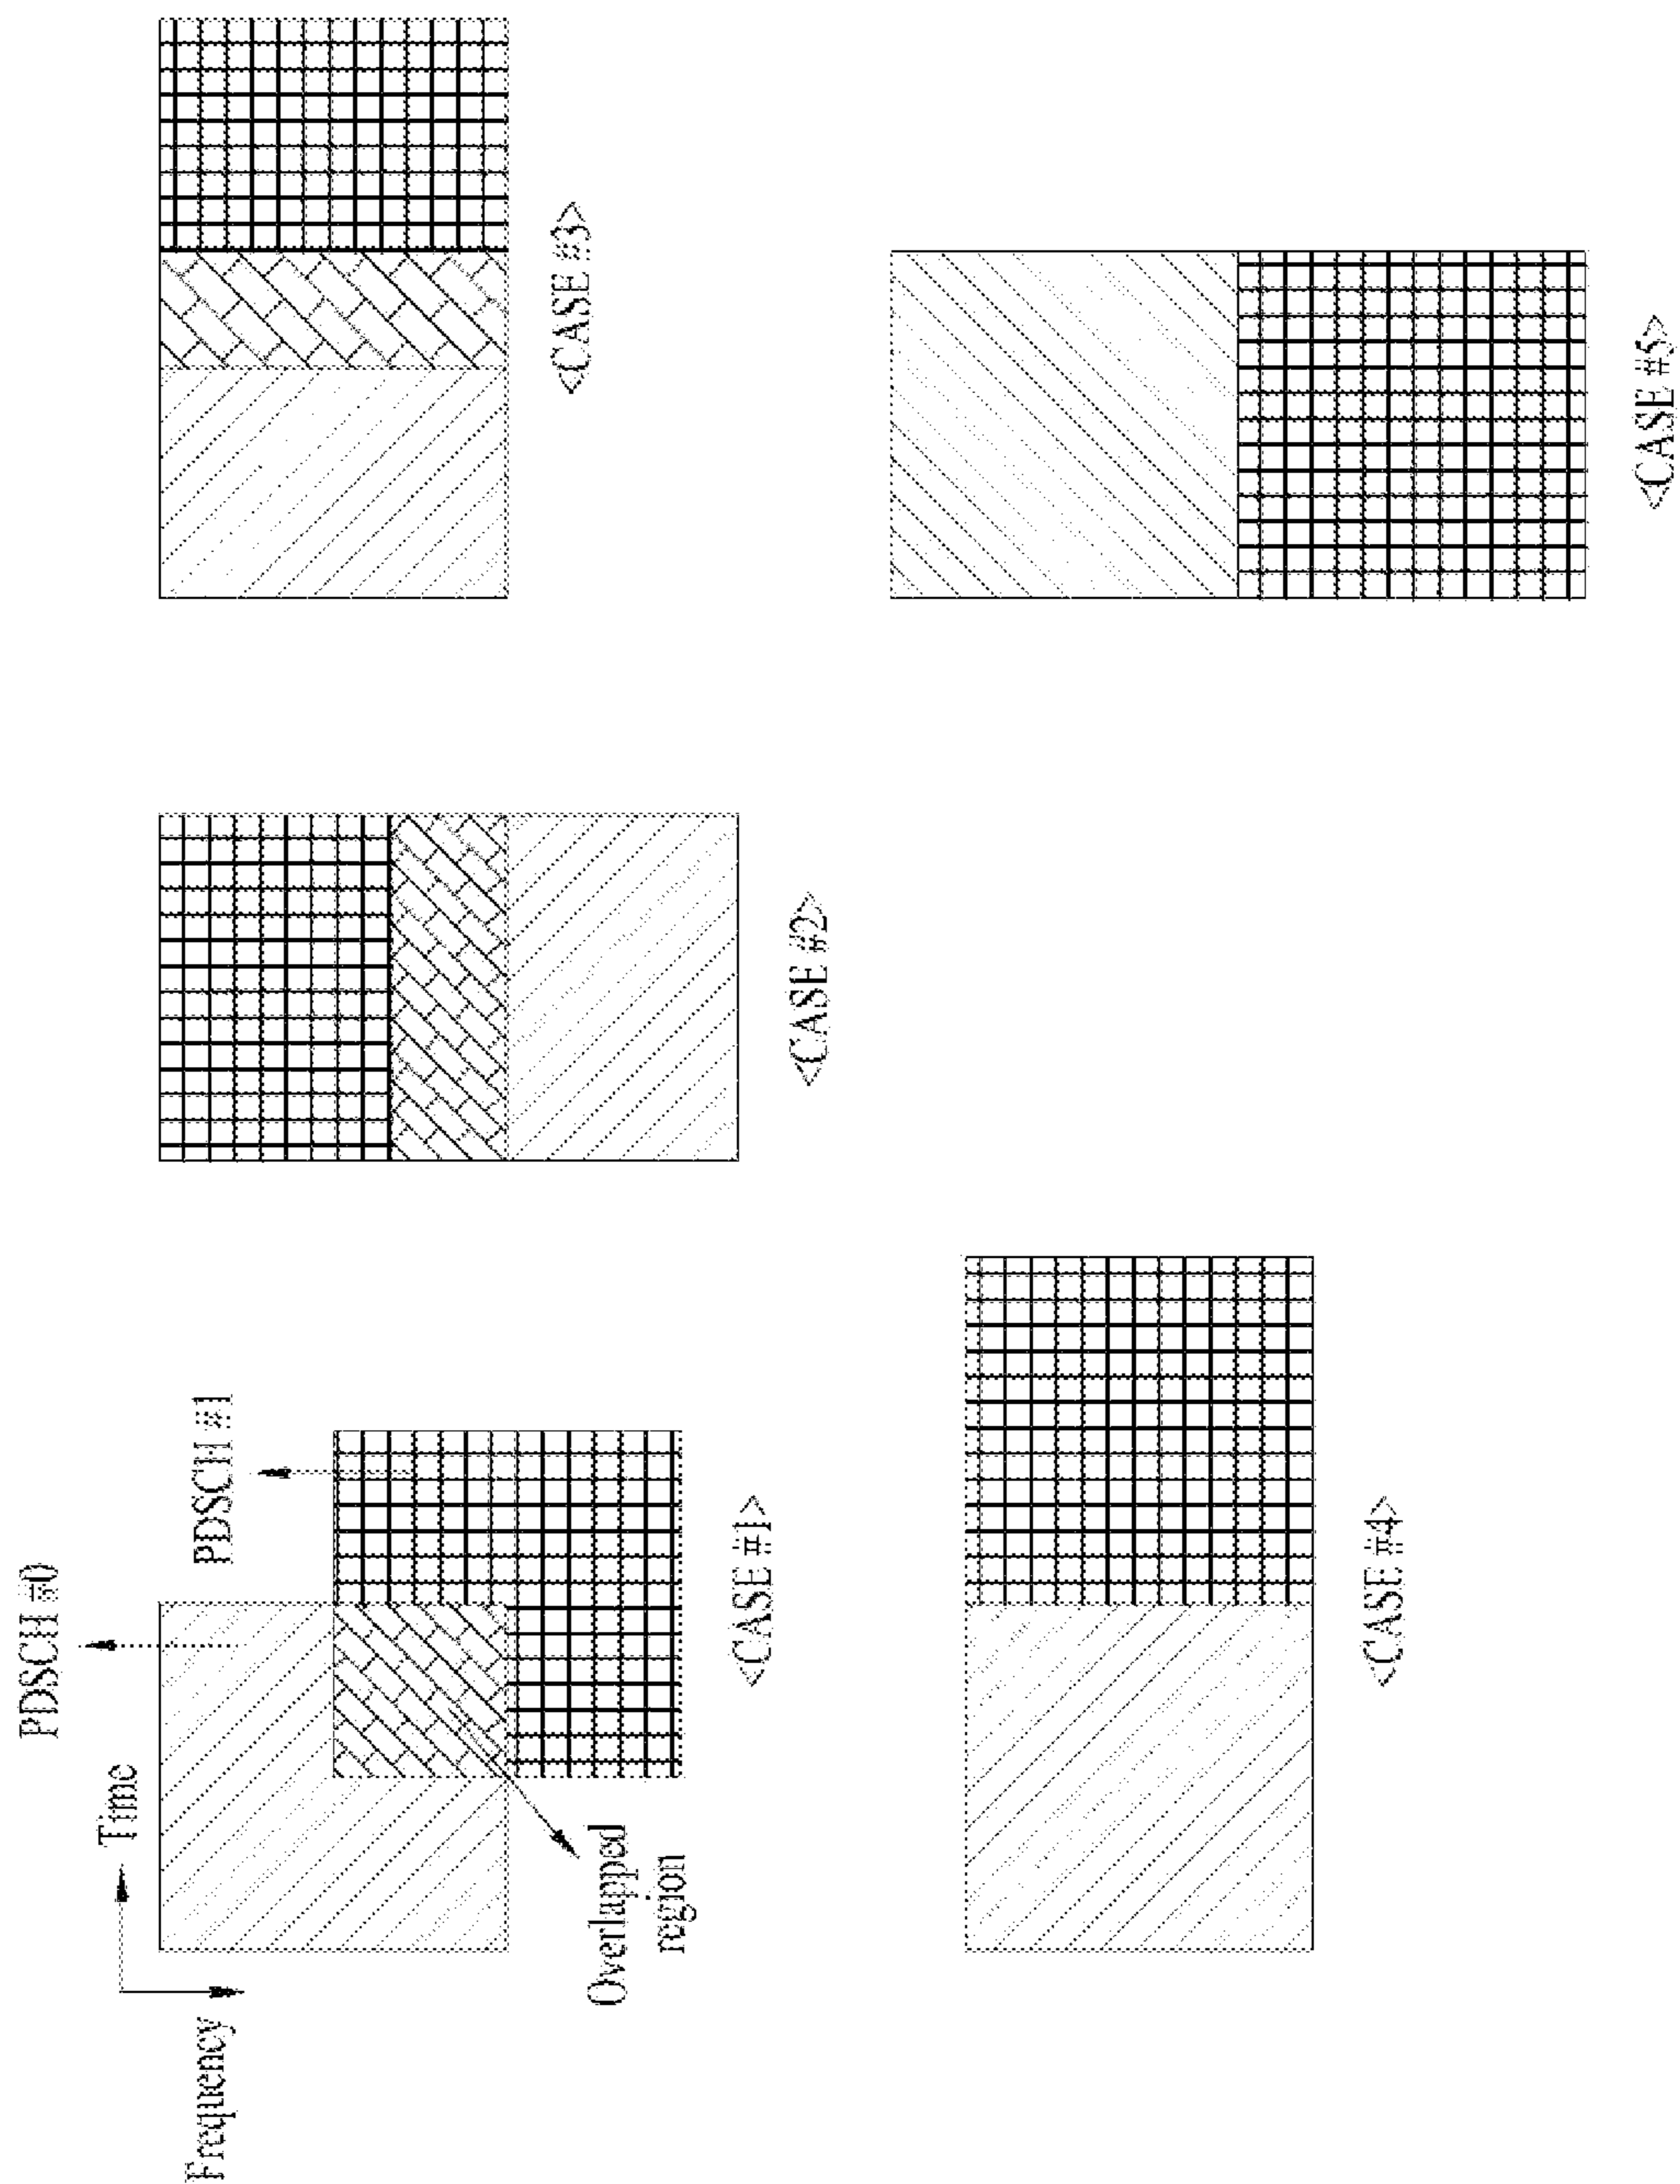 PDSCH #0
Time
Frequency
PDSCH #1
Overlapped
region
<CASE #1>
<CASE #2>
<CASE #3>
<CASE #4>
<CASE #5>